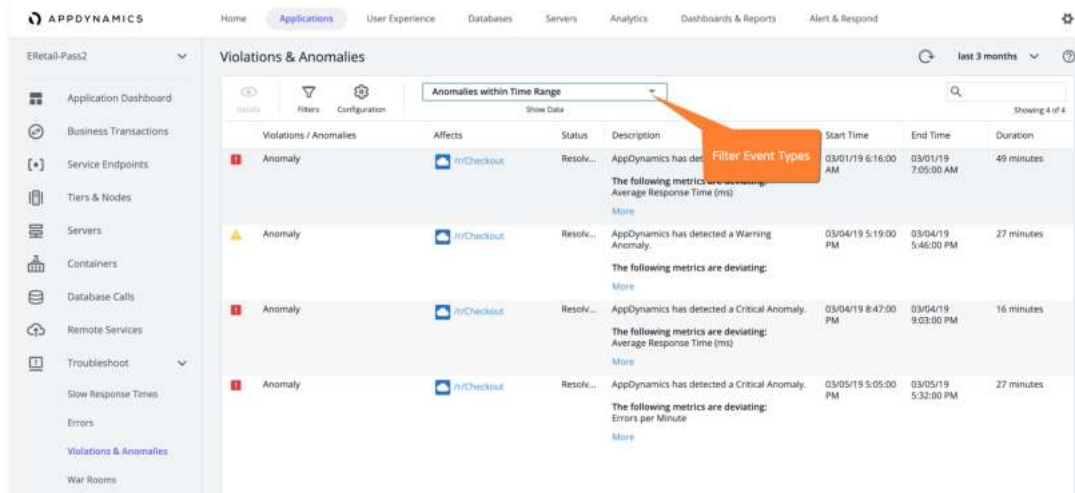 APPDYNAMICS
Home Applications User Experience Databases Servers Analytics Dashboards & Reports Alert & Respond
ERetail-Pass2
Violations & Anomalies
last 3 months
Details Filters Configuration
Anomalies within Time Range
Show Data
Showing 4 of 4
Application Dashboard
Business Transactions
Service Endpoints
Tiers & Nodes
Servers
Containers
Database Calls
Remote Services
Troubleshoot
Slow Response Times
Errors
Violations & Anomalies
War Rooms
Filter Event Types
Violations / Anomalies Affects Status Description Start Time End Time Duration
Anomaly /r/Checkout Resolv... AppDynamics has det 03/01/19 6:16:00 03/01/19 49 minutes
AM 7:05:00 AM
The following metrics are deviating:
Average Response Time (ms)
More
Anomaly /r/Checkout Resolv... AppDynamics has detected a Warning 03/04/19 5:19:00 03/04/19 27 minutes
Anomaly. PM 5:46:00 PM
The following metrics are deviating:
More
Anomaly /r/Checkout Resolv... AppDynamics has detected a Critical Anomaly. 03/04/19 8:47:00 03/04/19 16 minutes
PM 9:03:00 PM
The following metrics are deviating:
Average Response Time (ms)
More
Anomaly /r/Checkout Resolv... AppDynamics has detected a Critical Anomaly. 03/05/19 5:05:00 03/05/19 27 minutes
PM 5:32:00 PM
The following metrics are deviating:
Errors per Minute
More